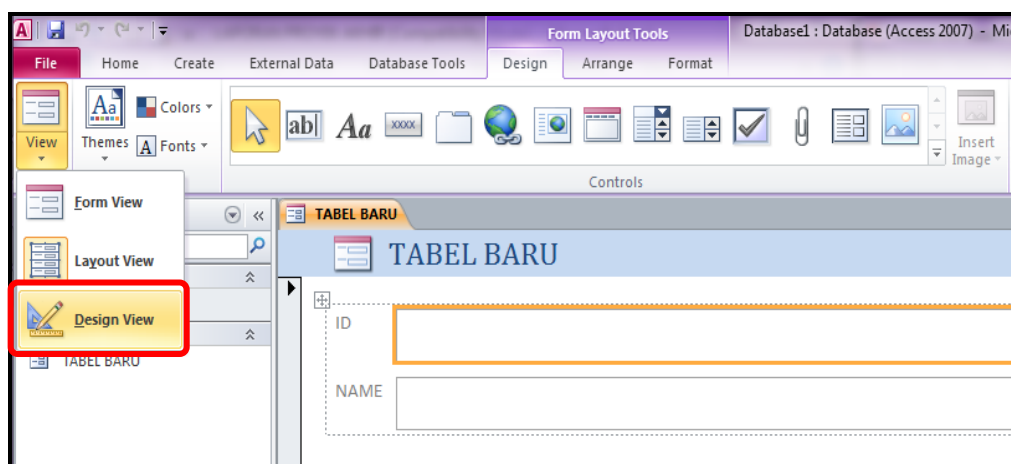 A
Form Layout Tools
Database1 : Database (Access 2007) - Mi
File Home Create External Data Database Tools Design Arrange Format
View
Aa
Themes
Colors
A Fonts
ab| Aa xxxx
Insert Image
Controls
Form View
Layout View
Design View
TABEL BARU
« TABEL BARU
TABEL BARU
ID
NAME